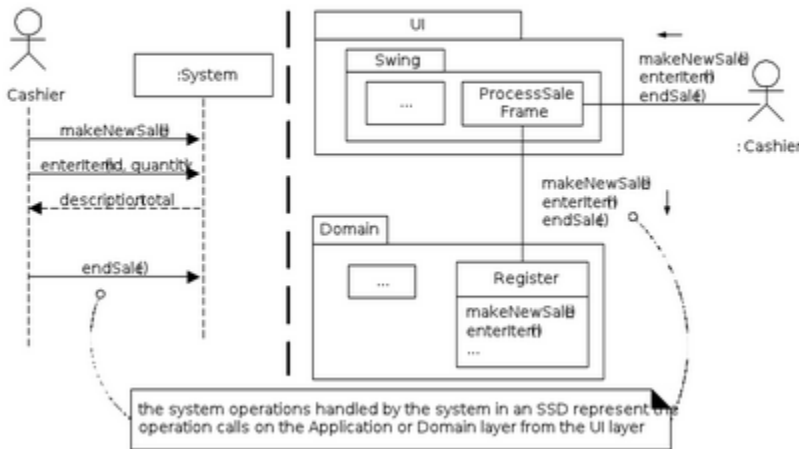 UI
Swing
:System
makeNewSale()
enterItem()
endSale()
...
ProcessSale
Frame
Cashier
: Cashier
makeNewSale()
enterItem(id, quantity
description, total
makeNewSale()
enterItem()
endSale()
Domain
endSale()
...
Register
makeNewSale()
enterItem()
...
the system operations handled by the system in an SSD represent the
operation calls on the Application or Domain layer from the UI layer